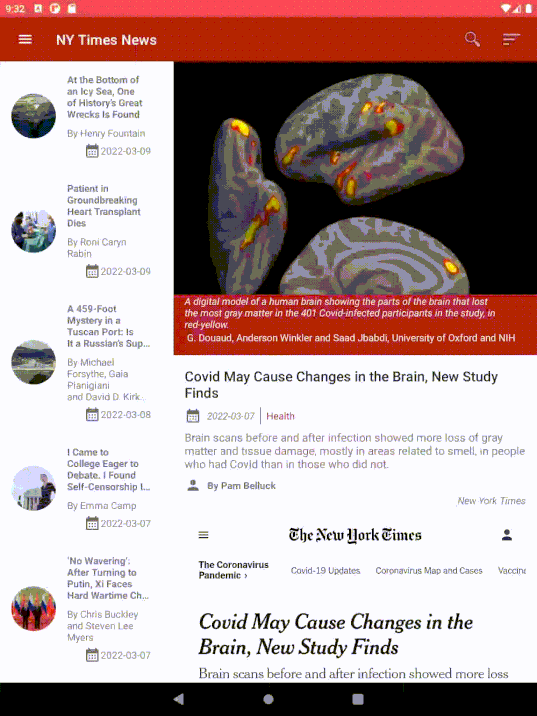 9:32
NY Times News
At the Bottom of
an Icy Sea, One
of History's Great
Wrecks Is Found
By Henry Fountain
2022-03-09
Patient in
Groundbreaking
Heart Transplant
Dies
By Roni Caryn
Rabin
2022-03-09
A 459-Foot
Mystery in a
Tuscan Port: Is
It a Russian's Sup...
By Michael
Forsythe, Gaia
Pianigiani
and David D. Kirk...
2022-03-08
I Came to
College Eager to
Debate. I Found
Self-Censorship I...
By Emma Camp
2022-03-07
'No Wavering':
After Turning to
Putin, Xi Faces
Hard Wartime Ch...
By Chris Buckley
and Steven Lee
Myers
2022-03-07
A digital model of a human brain showing the parts of the brain that lost
the most gray matter in the 401 Covid-infected participants in the study, in
red-yellow.
G. Douaud, Anderson Winkler and Saad Jbabdi, University of Oxford and NIH
Covid May Cause Changes in the Brain, New Study
Finds
2022-03-07 Health
Brain scans before and after infection showed more loss of gray
matter and tissue damage, mostly in areas related to smell, in people
who had Covid than in those who did not.
By Pam Belluck
New York Times
The New York Times
The Coronavirus
Pandemic ›
Covid-19 Updates
Coronavirus Map and Cases
Vaccine
Covid May Cause Changes in the
Brain, New Study Finds
Brain scans before and after infection showed more loss